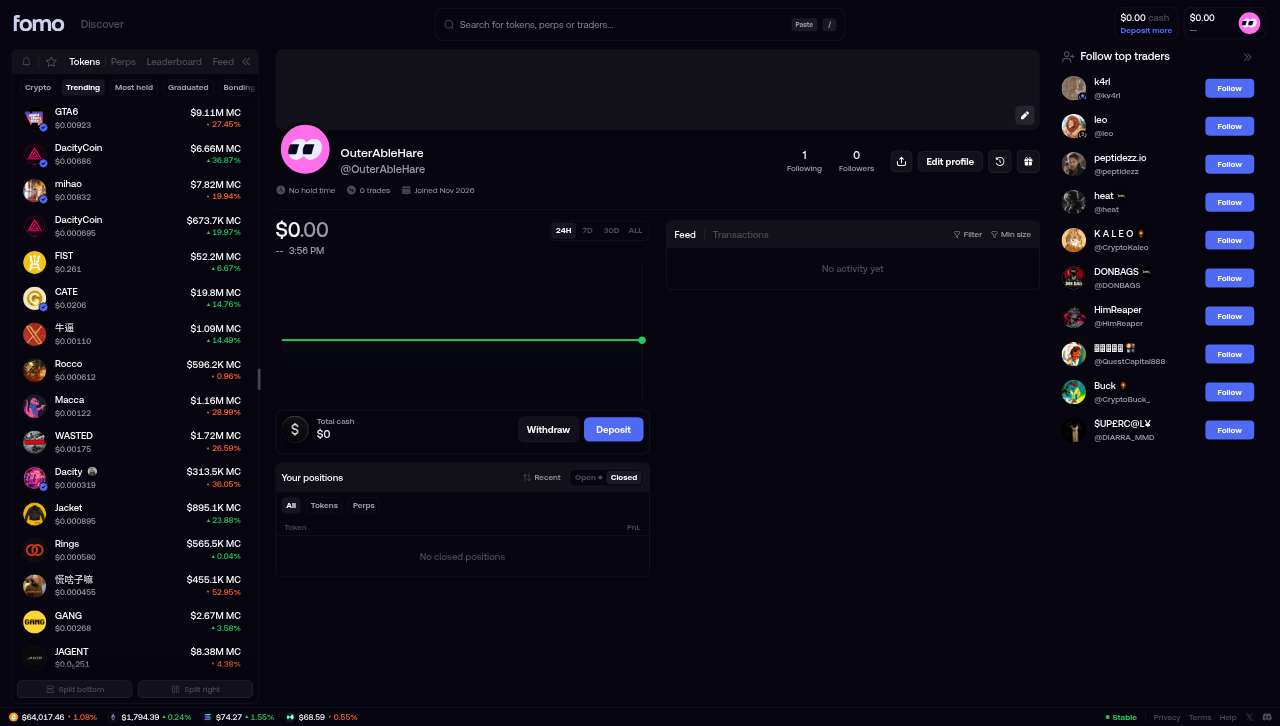 fomo
Discover
Search for tokens, perps or traders...
Paste
/
$0.00 cash
Deposit more
$0.00
--
Tokens Perps Leaderboard Feed
Crypto Trending Most held Graduated Bonding
GTA6 $9.11M MC
$0.00923 27.45%
DacityCoin $6.66M MC
$0.00686 36.87%
mihao $7.82M MC
$0.00832 19.94%
DacityCoin $673.7K MC
$0.000695 19.97%
FIST $52.2M MC
$0.261 6.67%
CATE $19.8M MC
$0.0206 14.76%
牛逼 $1.09M MC
$0.00110 14.49%
Rocco $596.2K MC
$0.000612 0.96%
Macca $1.16M MC
$0.00122 28.99%
WASTED $1.72M MC
$0.00175 26.59%
Dacity $313.5K MC
$0.000319 36.05%
Jacket $895.1K MC
$0.000895 23.88%
Rings $565.5K MC
$0.000580 0.04%
慌啥子嘛 $455.1K MC
$0.000455 52.95%
GANG $2.67M MC
$0.00268 3.58%
JAGENT $8.38M MC
4.38%
Split bottom Split right
OuterAbleHare
@OuterAbleHare
1
Following
0
Followers
Edit profile
No hold time 0 trades Joined Nov 2026
$0.00
-- 3:56 PM
24H 7D 30D ALL
$
Total cash
$0
Withdraw Deposit
Your positions Recent Open Closed
All Tokens Perps
Token PnL
No closed positions
Feed Transactions Filter Min size
No activity yet
Follow top traders
k4rl
@kv4rl
Follow
leo
@leo
Follow
peptidezz.io
@peptidezz
Follow
heat
@heat
Follow
K A L E O
@CryptoKaleo
Follow
DONBAGS
@DONBAGS
Follow
HimReaper
@HimReaper
Follow
@QuestCapital888
Follow
Buck
@CryptoBuck_
Follow
$UP£RC@L¥
@DIARRA_MMD
Follow
$64,017.46 1.08% $1,794.39 0.24% $74.27 1.55% $68.59 0.55%
Stable Privacy Terms Help